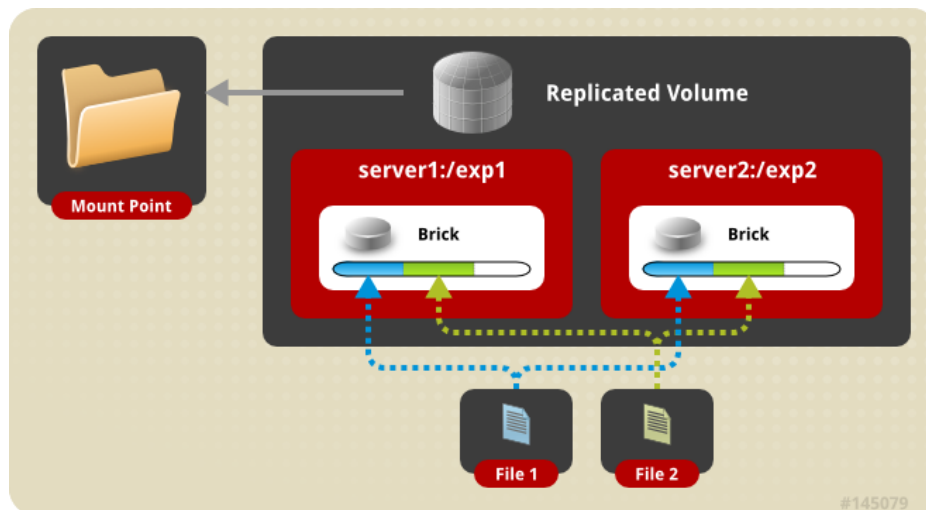 Replicated Volume
Mount Point
server1:/exp1
server2:/exp2
Brick
Brick
File 1
File 2
#145079